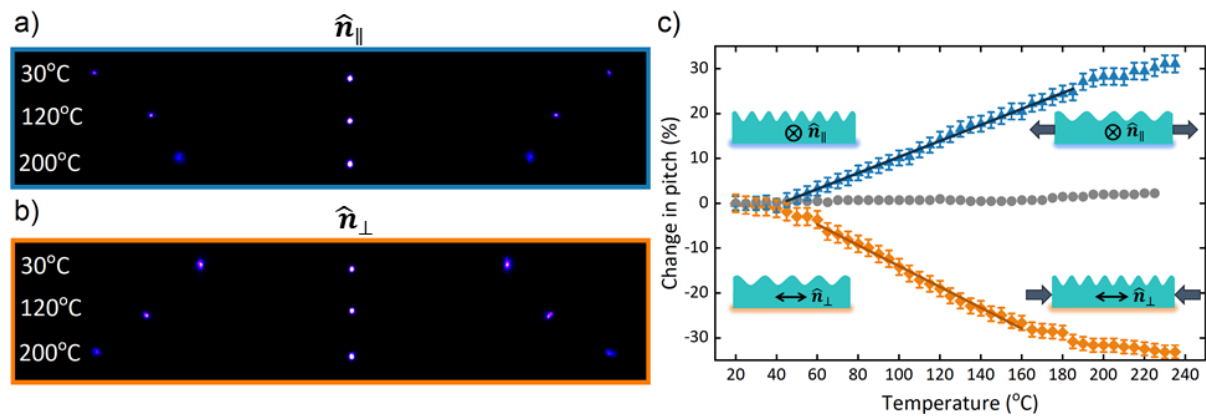 a)
n̂∥
30°C
120°C
200°C
b)
n̂⊥
30°C
120°C
200°C
c)
Change in pitch (%)
30
20
10
0
-10
-20
-30
⊗ n̂∥
⊗ n̂∥
↔ n̂⊥
↔ n̂⊥
20 40 60 80 100 120 140 160 180 200 220 240
Temperature (°C)